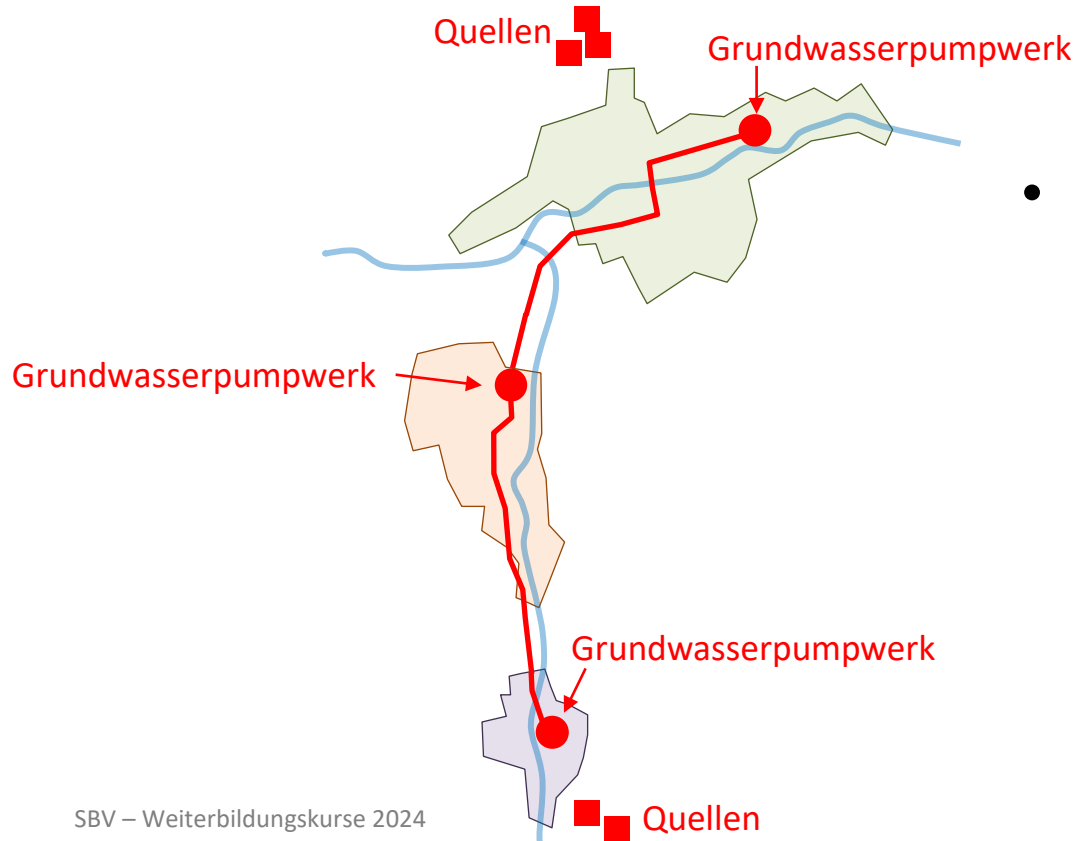 Quellen
Grundwasserpumpwerk
Grundwasserpumpwerk
Grundwasserpumpwerk
Quellen
SBV – Weiterbildungskurse 2024